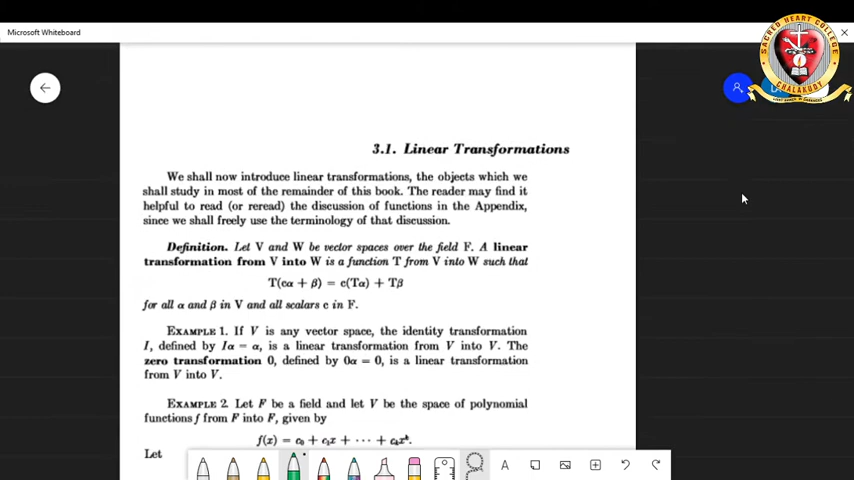 Microsoft Whiteboard
SACRED HEART COLLEGE
CHALAKUDY
3.1. Linear Transformations
We shall now introduce linear transformations, the objects which we
shall study in most of the remainder of this book. The reader may find it
helpful to read (or reread) the discussion of functions in the Appendix,
since we shall freely use the terminology of that discussion.
Definition. Let V and W be vector spaces over the field F. A linear
transformation from V into W is a function T from V into W such that
T(cα + β) = c(Tα) + Tβ
for all α and β in V and all scalars c in F.
EXAMPLE 1. If V is any vector space, the identity transformation
I, defined by Iα = α, is a linear transformation from V into V. The
zero transformation 0, defined by 0α = 0, is a linear transformation
from V into V.
EXAMPLE 2. Let F be a field and let V be the space of polynomial
functions f from F into F, given by
f(x) = c₀ + c₁x + ··· + cₖxᵏ.
Let
A